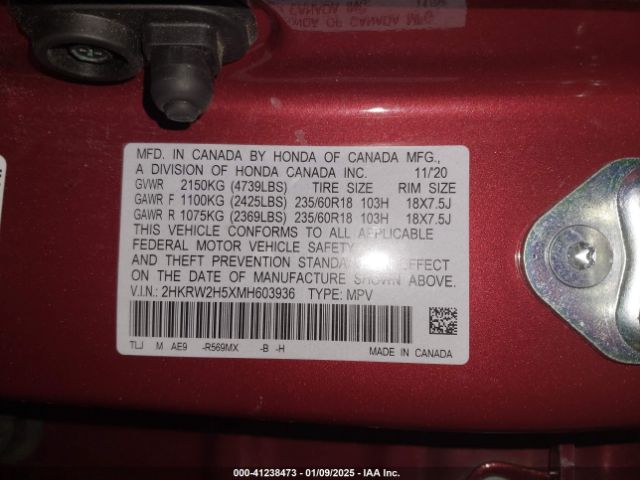 MFD. IN CANADA BY HONDA OF CANADA MFG.,
A DIVISION OF HONDA CANADA INC. 11/20
GVWR 2150KG (4739LBS) TIRE SIZE RIM SIZE
GAWR F 1100KG (2425LBS) 235/60R18 103H 18X7.5J
GAWR R 1075KG (2369LBS) 235/60R18 103H 18X7.5J
THIS VEHICLE CONFORMS TO ALL APPLICABLE
FEDERAL MOTOR VEHICLE SAFETY
AND THEFT PREVENTION STANDARDS IN EFFECT
ON THE DATE OF MANUFACTURE SHOWN ABOVE.
V.I.N.: 2HKRW2H5XMH603936 TYPE: MPV
TLJ M AE9 -R569MX -B -H
MADE IN CANADA
000-41238473 — 01/09/2025 — IAA Inc.